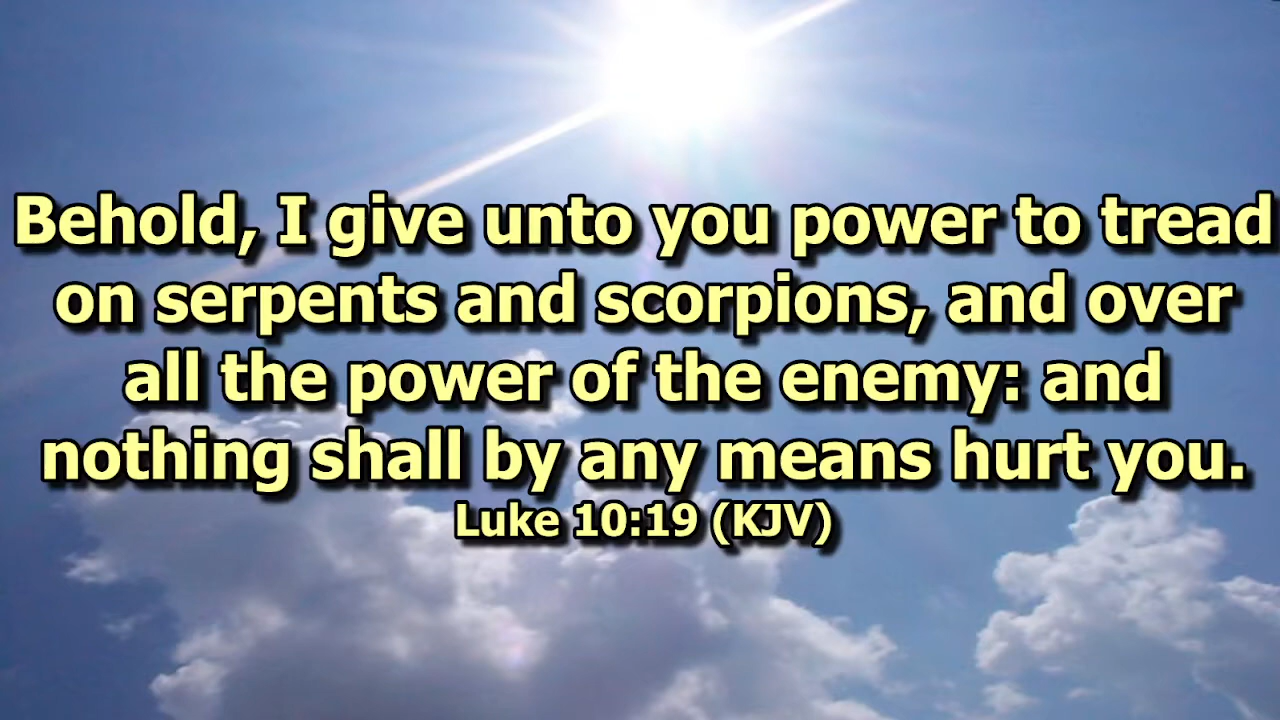 Behold, I give unto you power to tread
on serpents and scorpions, and over
all the power of the enemy: and
nothing shall by any means hurt you.
Luke 10:19 (KJV)